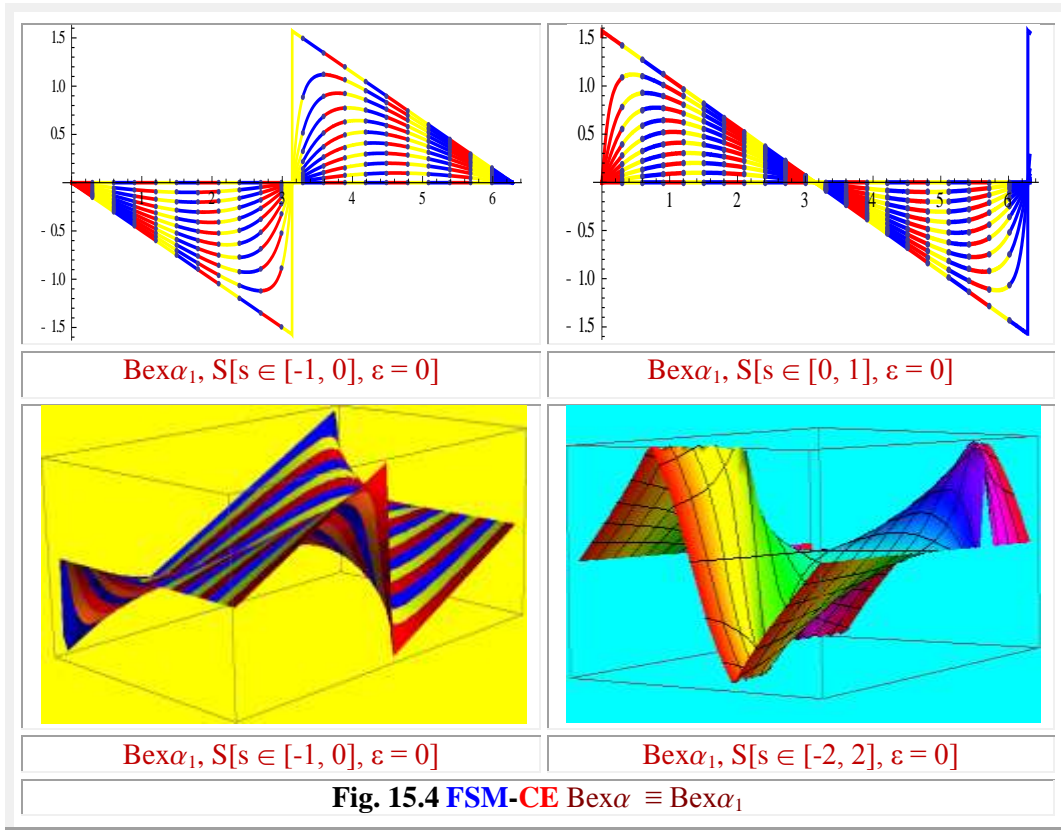 1.5
1.0
0.5
- 0.5
- 1.0
- 1.5
1 2 4 5 6
1.5
1.0
0.5
- 0.5
- 1.0
- 1.5
1 2 3 4 5 6
Bexα₁, S[s ∈ [-1, 0], ε = 0]
Bexα₁, S[s ∈ [0, 1], ε = 0]
Bexα₁, S[s ∈ [-1, 0], ε = 0]
Bexα₁, S[s ∈ [-2, 2], ε = 0]
Fig. 15.4 FSM-CE Bexα ≡ Bexα₁